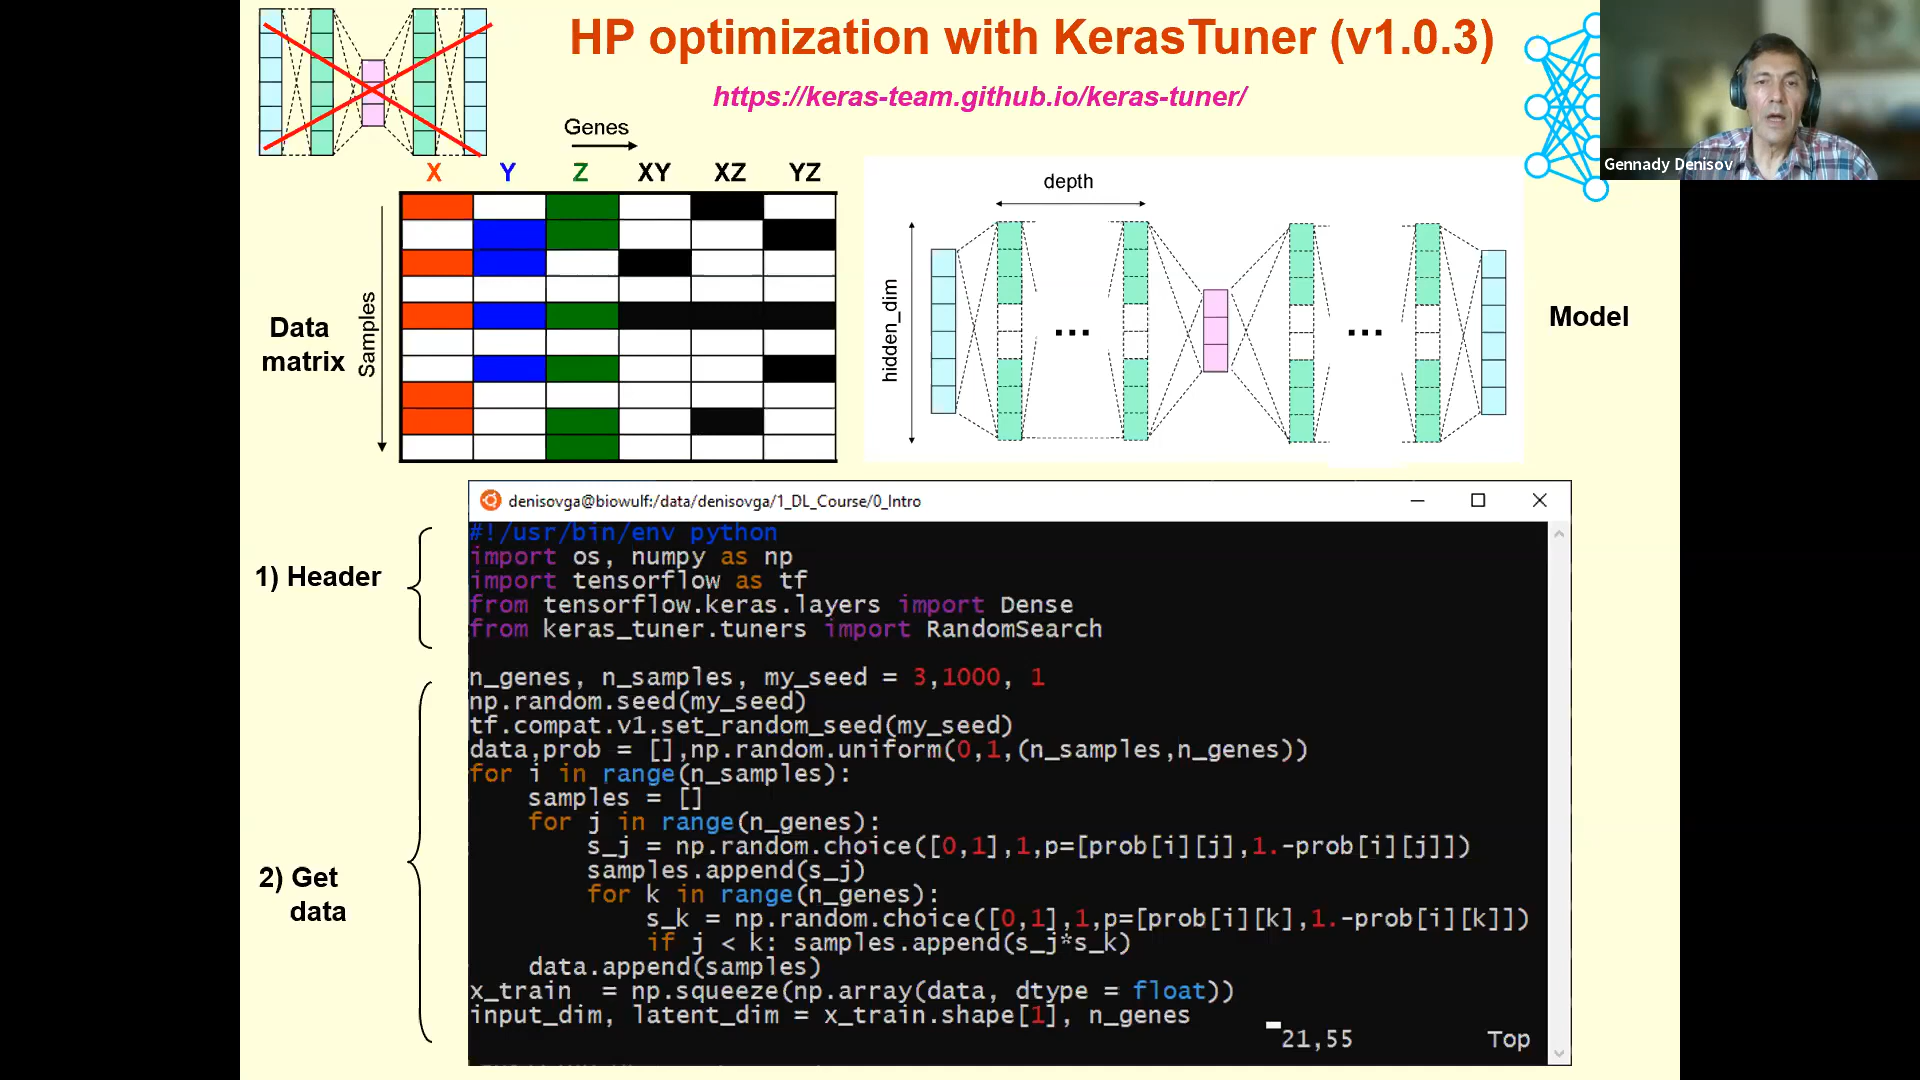 HP optimization with KerasTuner (v1.0.3)
https://keras-team.github.io/keras-tuner/
Gennady Denisov
Genes
X Y Z XY XZ YZ
Data
matrix
Samples
depth
hidden_dim
...
...
Model
denisovga@biowulf:/data/denisovga/1_DL_Course/0_Intro
1) Header
#!/usr/bin/env python
import os, numpy as np
import tensorflow as tf
from tensorflow.keras.layers import Dense
from keras_tuner.tuners import RandomSearch
2) Get
data
n_genes, n_samples, my_seed = 3,1000, 1
np.random.seed(my_seed)
tf.compat.v1.set_random_seed(my_seed)
data,prob = [],np.random.uniform(0,1,(n_samples,n_genes))
for i in range(n_samples):
    samples = []
    for j in range(n_genes):
        s_j = np.random.choice([0,1],1,p=[prob[i][j],1.-prob[i][j]])
        samples.append(s_j)
        for k in range(n_genes):
            s_k = np.random.choice([0,1],1,p=[prob[i][k],1.-prob[i][k]])
            if j < k: samples.append(s_j*s_k)
    data.append(samples)
x_train  = np.squeeze(np.array(data, dtype = float))
input_dim, latent_dim = x_train.shape[1], n_genes
21,55 Top